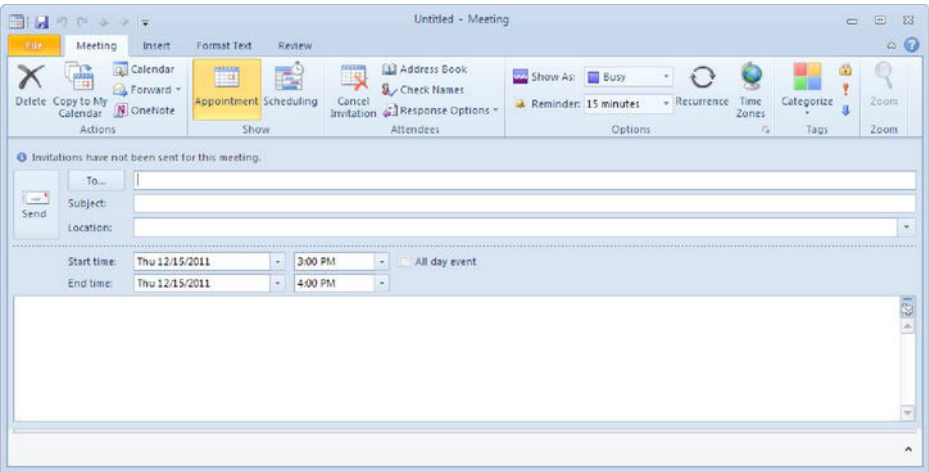 Untitled - Meeting
File Meeting Insert Format Text Review
Calendar Address Book
Forward Check Names Show As: Busy
Delete Copy to My Calendar OneNote Appointment Scheduling Cancel Invitation Response Options Reminder: 15 minutes Recurrence Time Zones Categorize Zoom
Actions Show Attendees Options Tags Zoom
Invitations have not been sent for this meeting.
To...
Send
Subject:
Location:
Start time: Thu 12/15/2011 3:00 PM All day event
End time: Thu 12/15/2011 4:00 PM